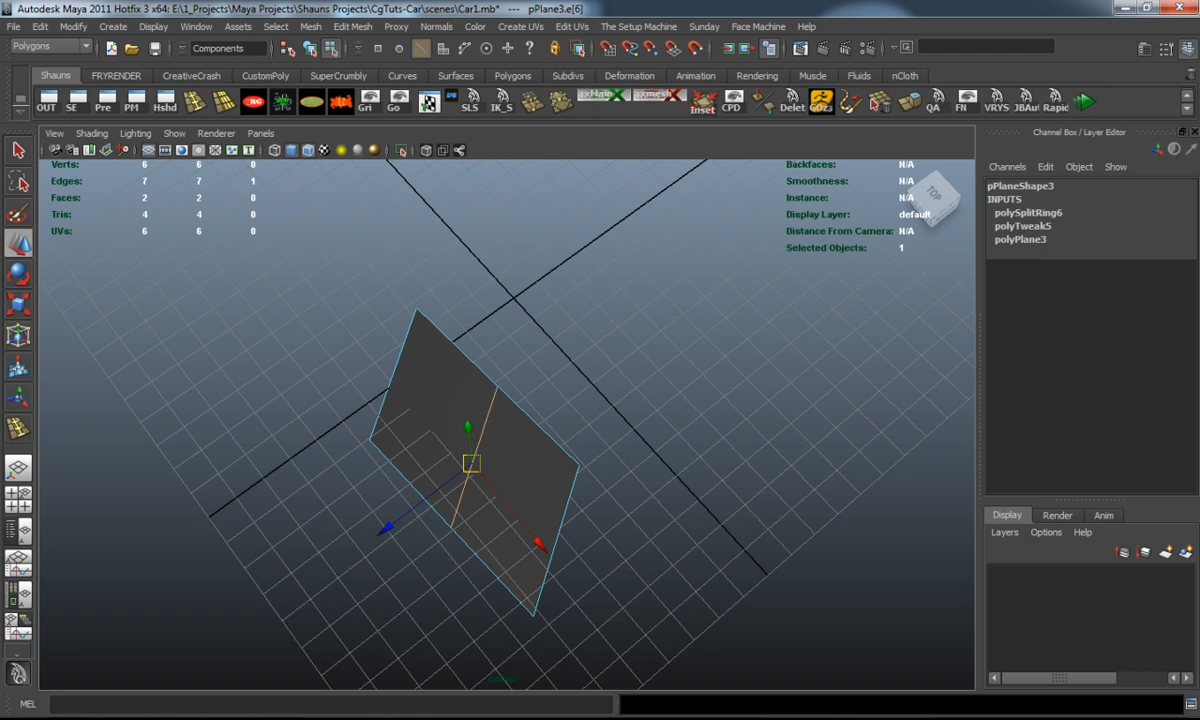 Autodesk Maya 2011 Hotfix 3 x64: E:\1_Projects\Maya Projects\Shauns Projects\CgTuts-Car\scenes\Car1.mb* --- pPlane3.e[6]
File Edit Modify Create Display Window Assets Select Mesh Edit Mesh Proxy Normals Color Create UVs Edit UVs The Setup Machine Sunday Face Machine Help
Polygons Components
Shauns FRYRENDER CreativeCrash CustomPoly SuperCrumbly Curves Surfaces Polygons Subdivs Deformation Animation Rendering Muscle Fluids nCloth
OUT SE Pre PM Hshd Gri Go SLS IK_S Inset CPD Delet GOz3 QA FN VRYS JBAut Rapid
View Shading Lighting Show Renderer Panels
Channel Box / Layer Editor
Channels Edit Object Show
Verts: 6 6 0
Edges: 7 7 1
Faces: 2 2 0
Tris: 4 4 0
UVs: 6 6 0
Backfaces: N/A
Smoothness: N/A
Instance: N/A
Display Layer: default
Distance From Camera: N/A
Selected Objects: 1
TOP
pPlaneShape3
INPUTS
polySplitRing6
polyTweak5
polyPlane3
Display Render Anim
Layers Options Help
persp
MEL